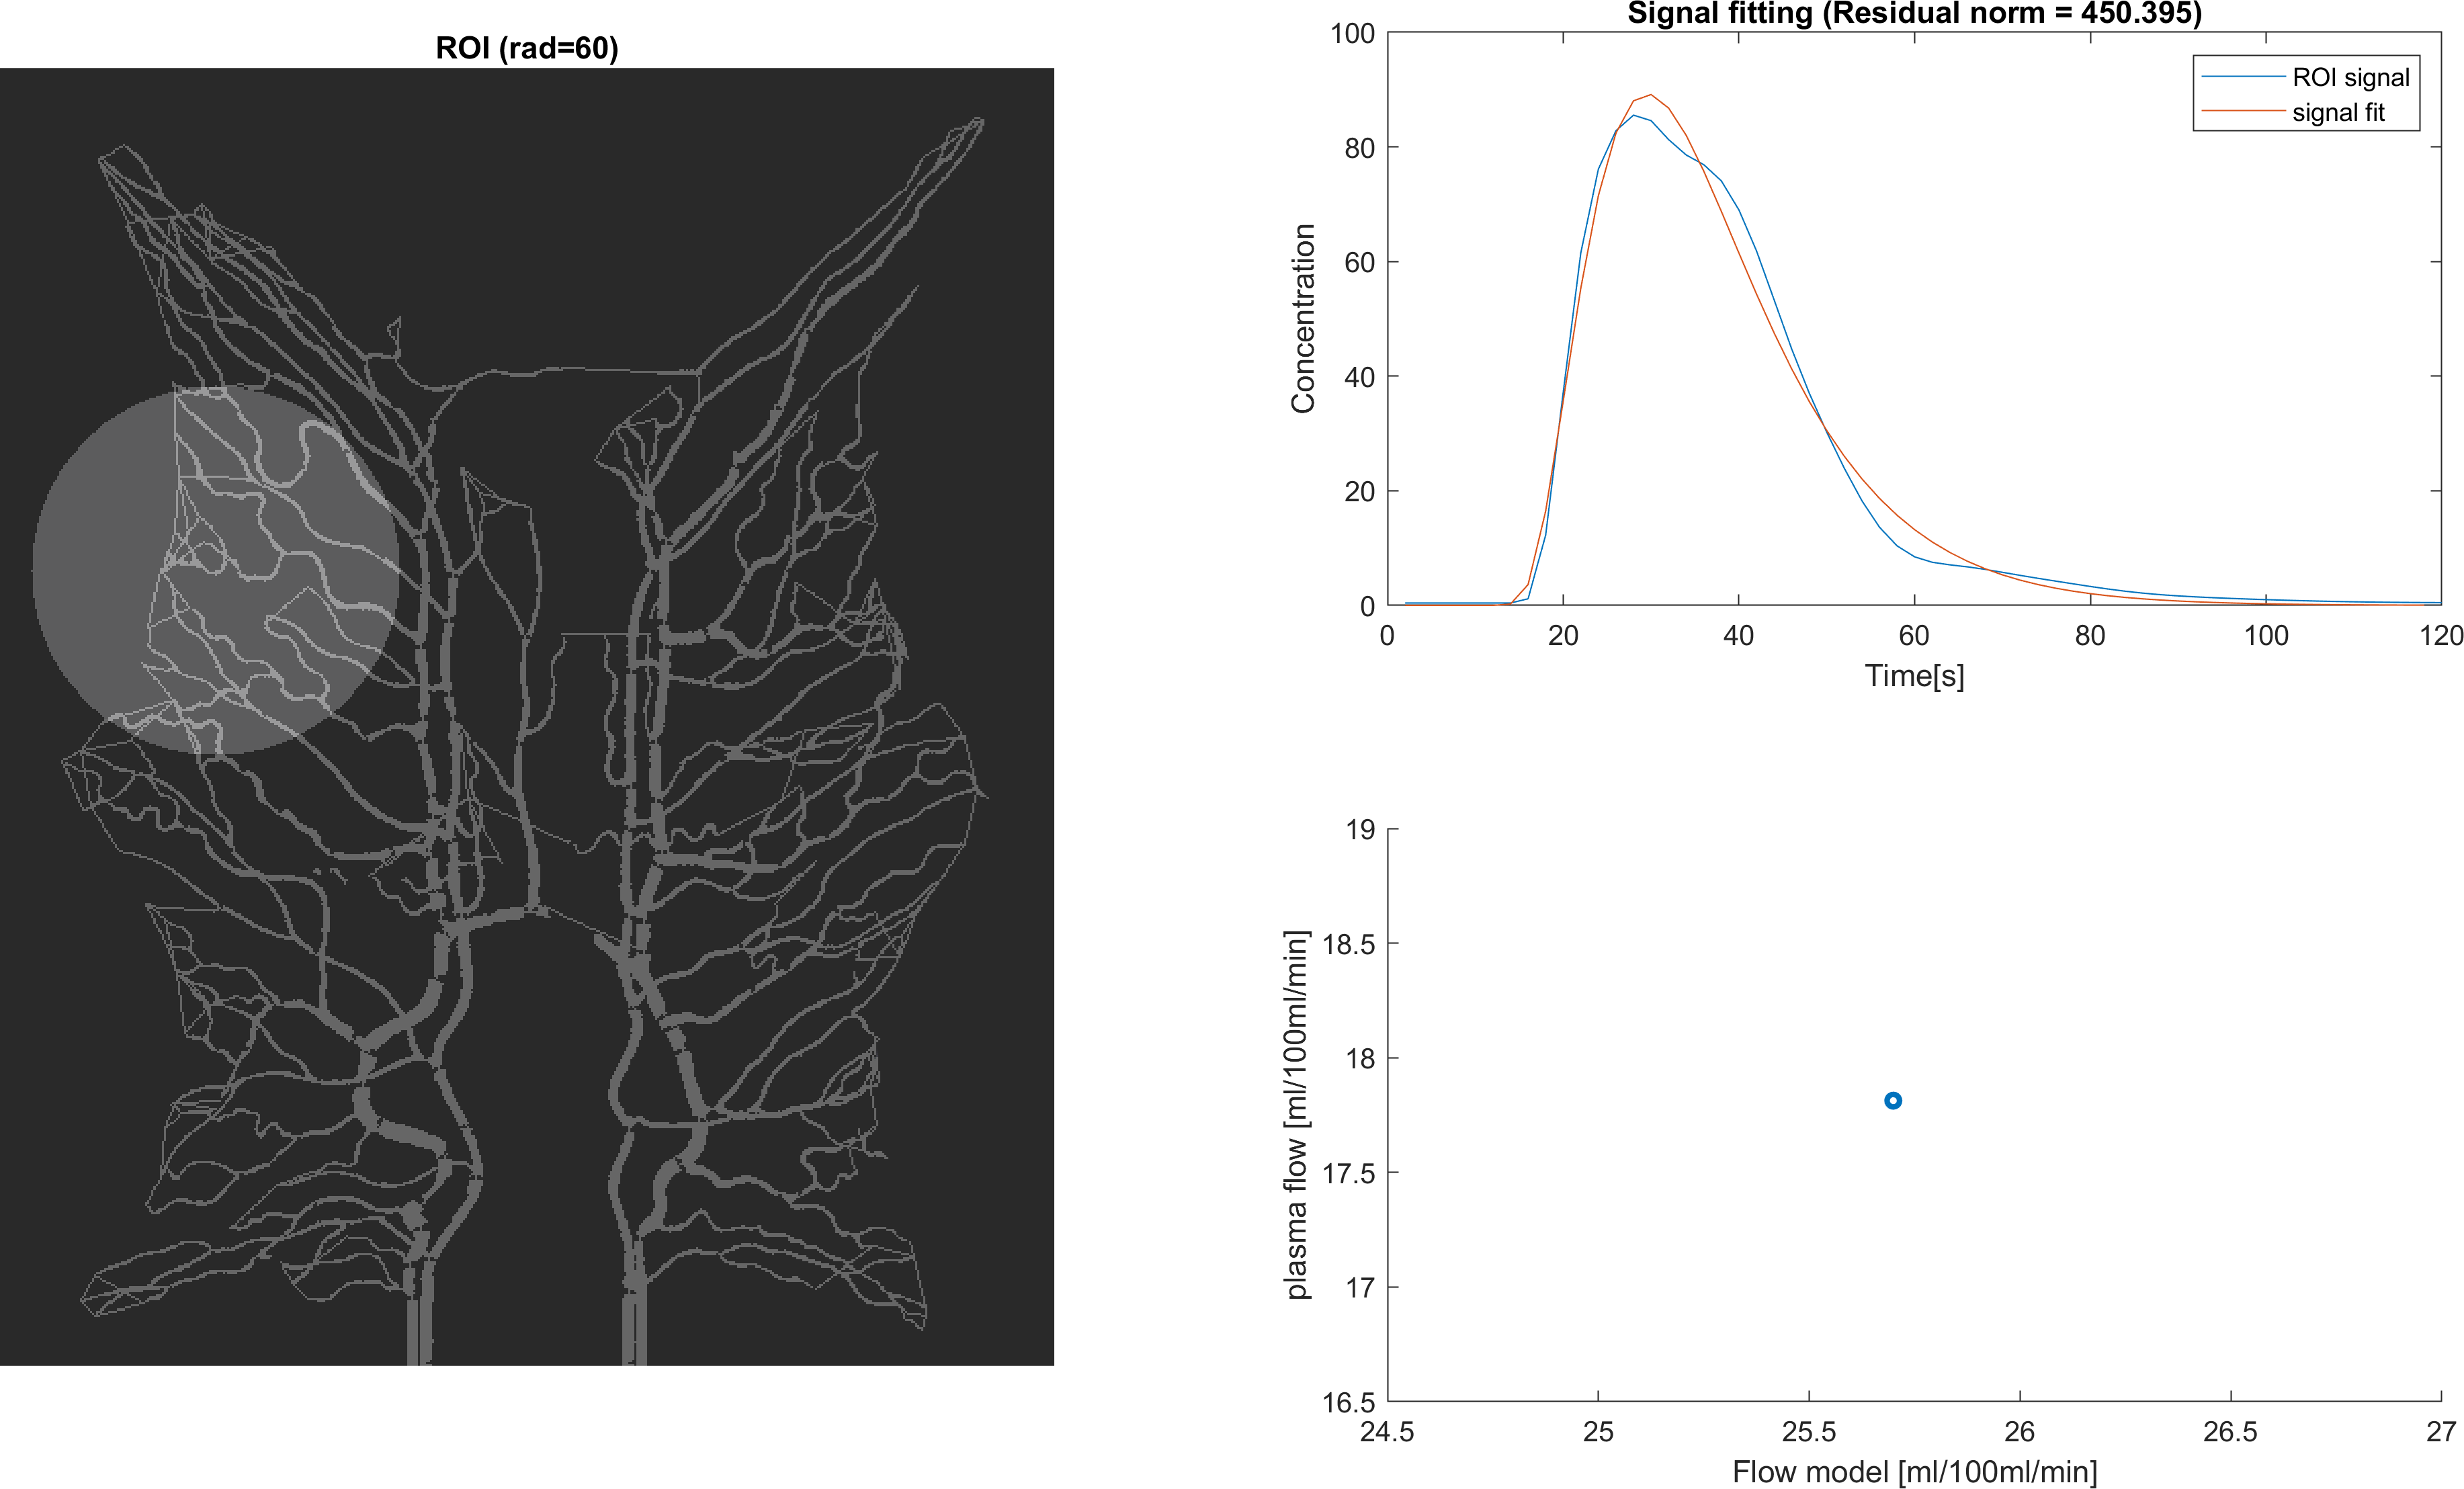 ROI (rad=60)
Signal fitting (Residual norm = 450.395)
100
80
60
40
20
0
Concentration
ROI signal
signal fit
0 20 40 60 80 100 120
Time[s]
19
18.5
18
17.5
17
16.5
plasma flow [ml/100ml/min]
24.5 25 25.5 26 26.5 27
Flow model [ml/100ml/min]